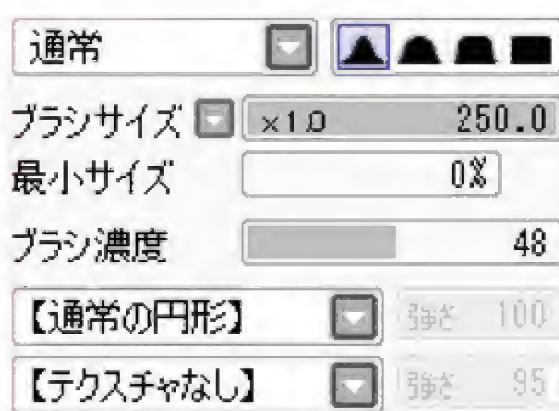 通常
ブラシサイズ ×1.0 250.0
最小サイズ 0%
ブラシ濃度 48
【通常の円形】 強さ 100
【テクスチャなし】 強さ 95